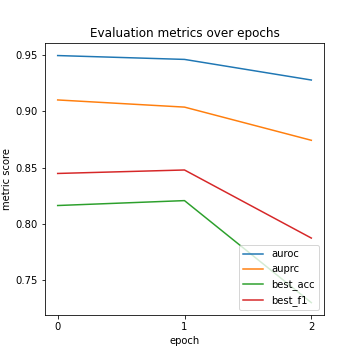 Evaluation metrics over epochs
metric score
0.95
0.90
0.85
0.80
0.75
0
1
2
epoch
auroc
auprc
best_acc
best_f1